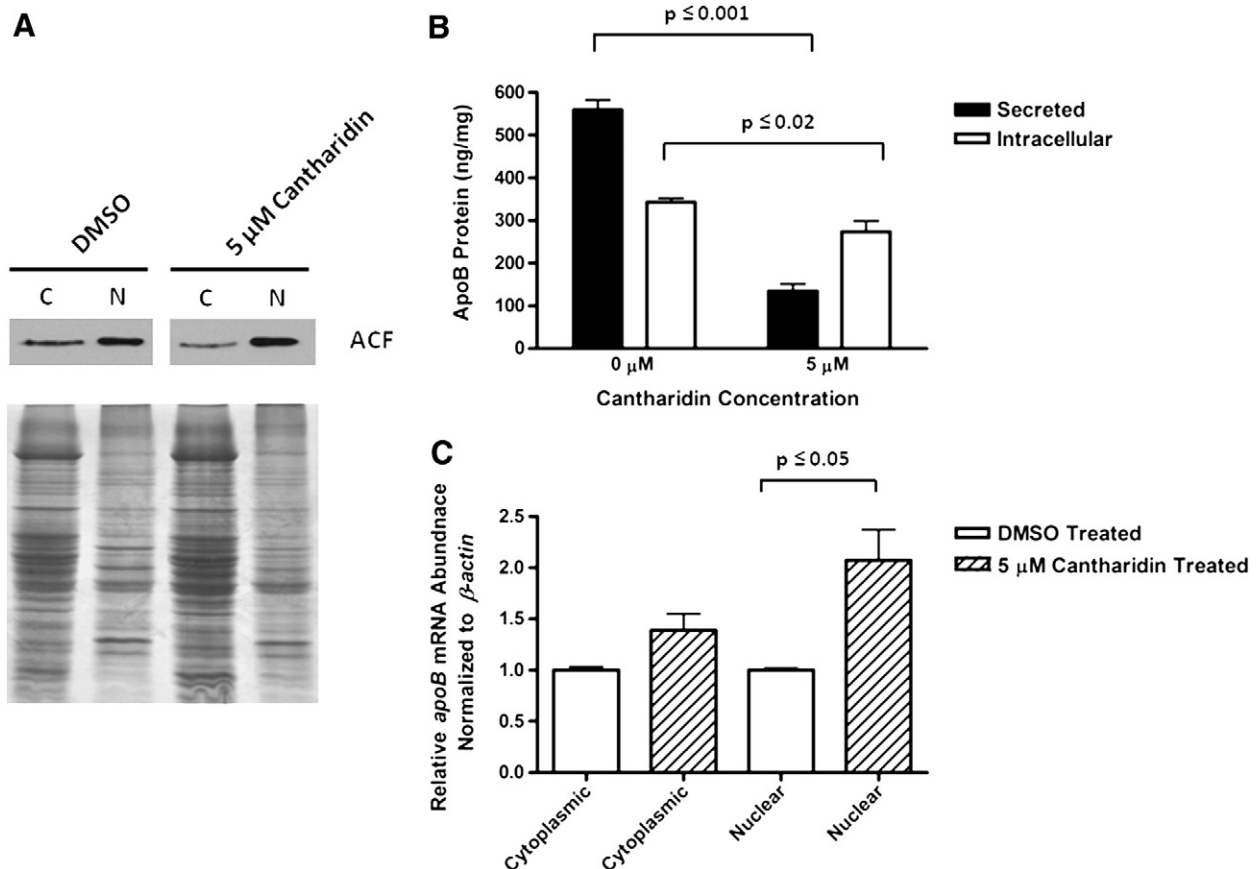 A
DMSO
5 µM Cantharidin
C N C N
ACF
B
p ≤ 0.001
p ≤ 0.02
600
500
400
300
200
100
0
ApoB Protein (ng/mg)
0 µM 5 µM
Cantharidin Concentration
Secreted
Intracellular
C
p ≤ 0.05
2.5
2.0
1.5
1.0
0.5
0.0
Relative apoB mRNA Abundnace
Normalized to β-actin
Cytoplasmic
Cytoplasmic
Nuclear
Nuclear
DMSO Treated
5 µM Cantharidin Treated